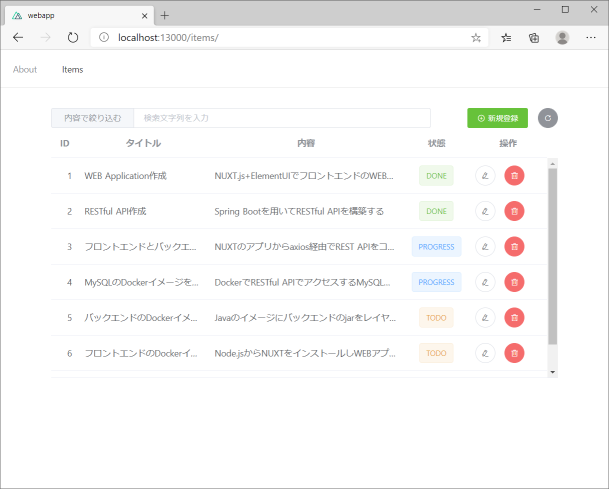 webapp
localhost:13000/items/
About Items
内容で絞り込む 検索文字列を入力 新規登録
ID タイトル 内容 状態 操作
1 WEB Application作成 NUXT.js+ElementUIでフロントエンドのWEB... DONE
2 RESTful API作成 Spring Bootを用いてRESTful APIを構築する DONE
3 フロントエンドとバックエ... NUXTのアプリからaxios経由でREST APIをコ... PROGRESS
4 MySQLのDockerイメージを... DockerでRESTful APIでアクセスするMySQL... PROGRESS
5 バックエンドのDockerイメ... Javaのイメージにバックエンドのjarをレイヤ... TODO
6 フロントエンドのDockerイ... Node.jsからNUXTをインストールしWEBアプ... TODO